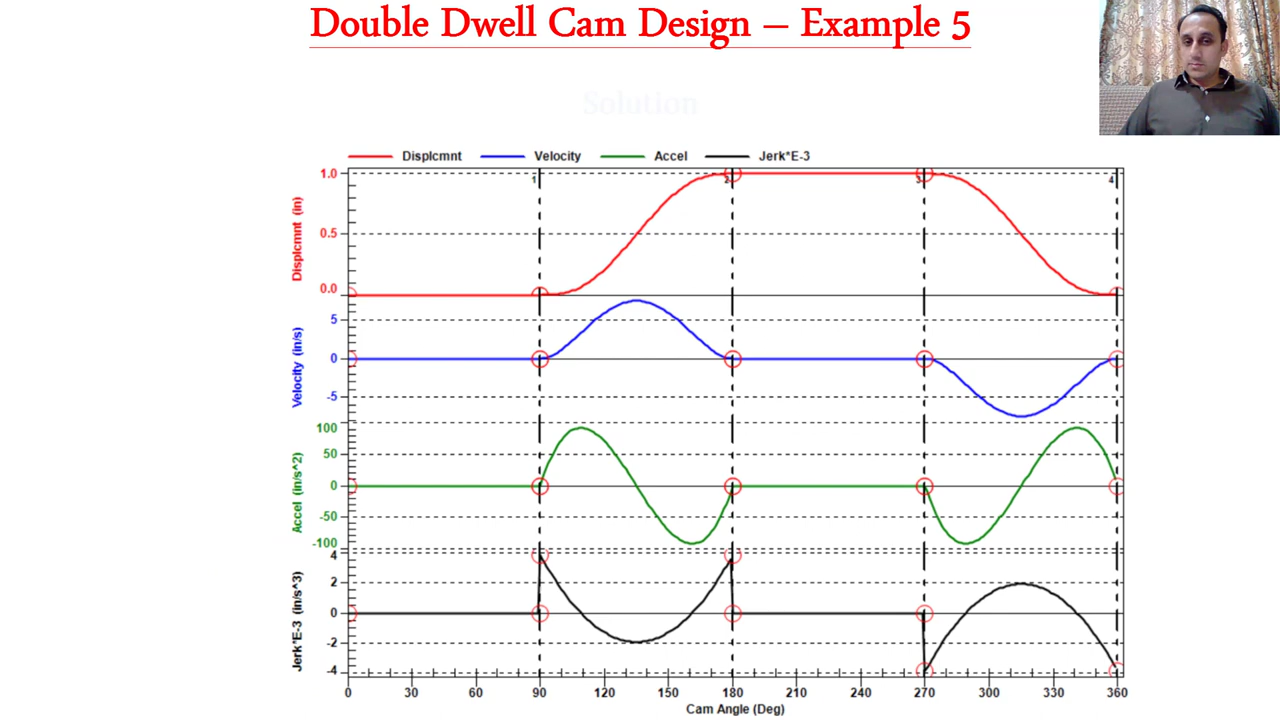 Double Dwell Cam Design – Example 5
Solution
Displcmnt Velocity Accel Jerk*E-3
1 2 3 4
Displcmnt (in)
1.0
0.5
0.0
Velocity (in/s)
5
0
-5
Accel (in/s^2)
100
50
0
-50
-100
Jerk*E-3 (in/s^3)
4
2
0
-2
-4
0 30 60 90 120 150 180 210 240 270 300 330 360
Cam Angle (Deg)